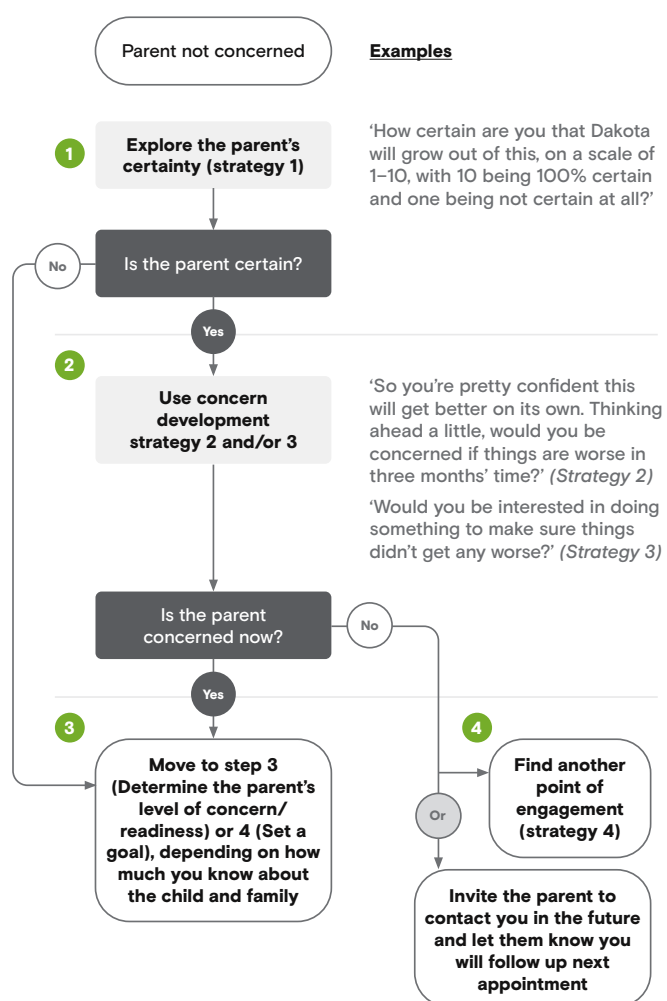 Parent not concerned
Examples
1
Explore the parent’s
certainty (strategy 1)
‘How certain are you that Dakota
will grow out of this, on a scale of
1–10, with 10 being 100% certain
and one being not certain at all?’
No
Is the parent certain?
Yes
2
Use concern
development
strategy 2 and/or 3
‘So you’re pretty confident this
will get better on its own. Thinking
ahead a little, would you be
concerned if things are worse in
three months’ time?’ (Strategy 2)
‘Would you be interested in doing
something to make sure things
didn’t get any worse?’ (Strategy 3)
Is the parent
concerned now?
No
Yes
3
Move to step 3
(Determine the parent’s
level of concern/
readiness) or 4 (Set a
goal), depending on how
much you know about
the child and family
4
Find another
point of
engagement
(strategy 4)
Or
Invite the parent to
contact you in the future
and let them know you
will follow up next
appointment